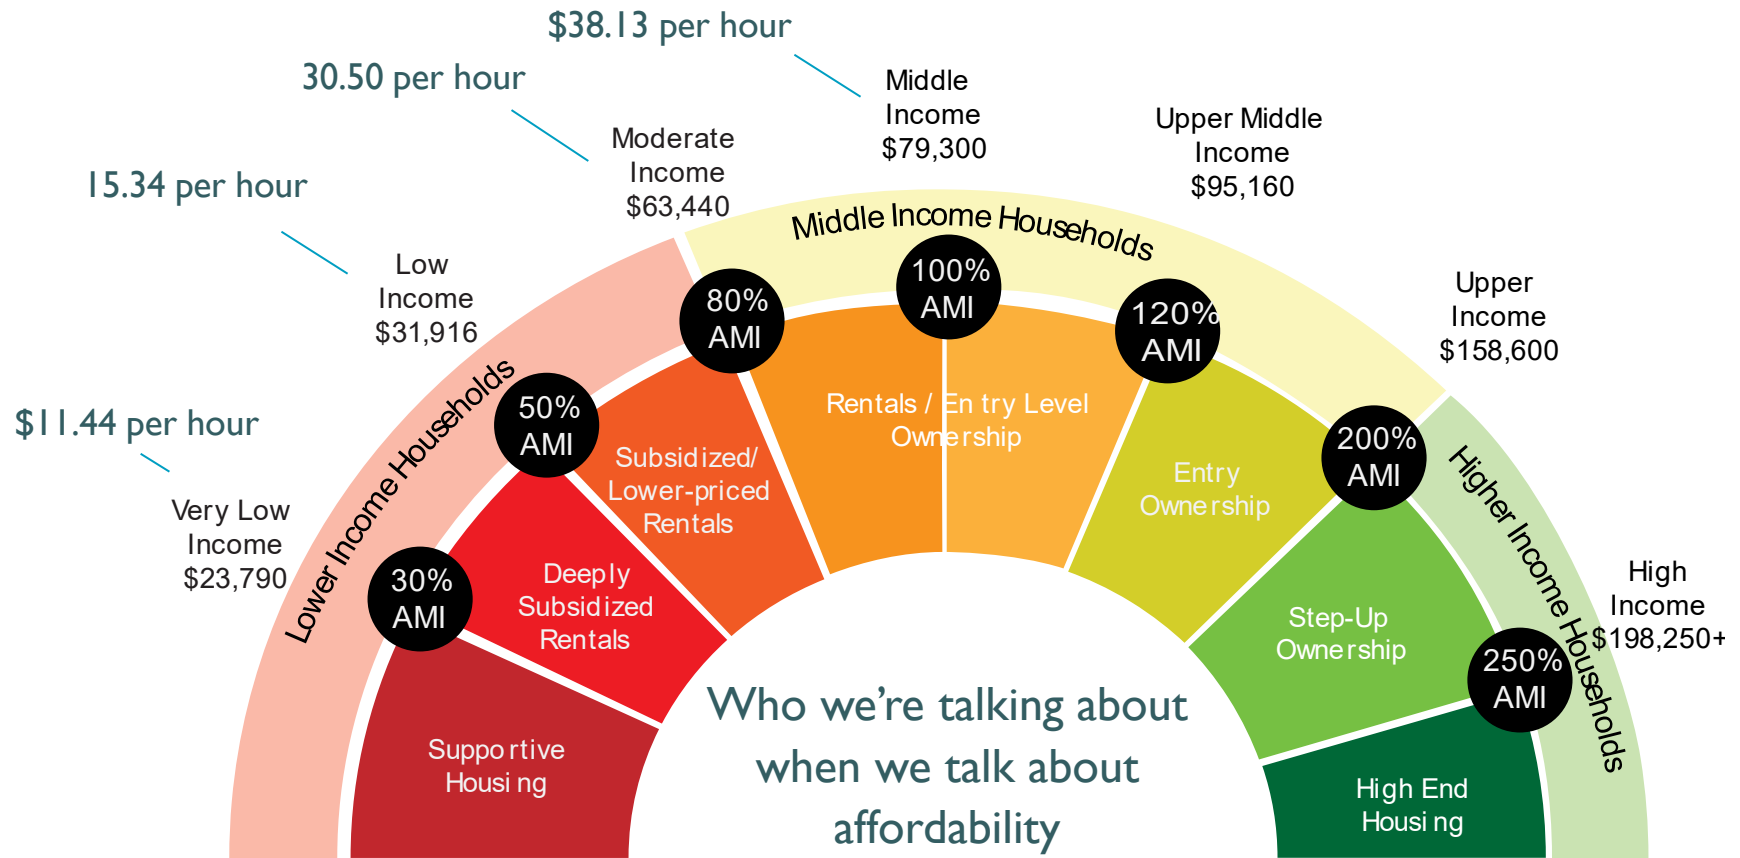 $38.13 per hour
30.50 per hour
15.34 per hour
$11.44 per hour
Very Low
Income
$23,790
Low
Income
$31,916
Moderate
Income
$63,440
Middle
Income
$79,300
Upper Middle
Income
$95,160
Upper
Income
$158,600
High
Income
$198,250+
Lower Income Households
Middle Income Households
Higher Income Households
30%
AMI
50%
AMI
80%
AMI
100%
AMI
120%
AMI
200%
AMI
250%
AMI
Supportive
Housing
Deeply
Subsidized
Rentals
Subsidized/
Lower-priced
Rentals
Rentals / Entry Level
Ownership
Entry
Ownership
Step-Up
Ownership
High End
Housing
Who we're talking about
when we talk about
affordability